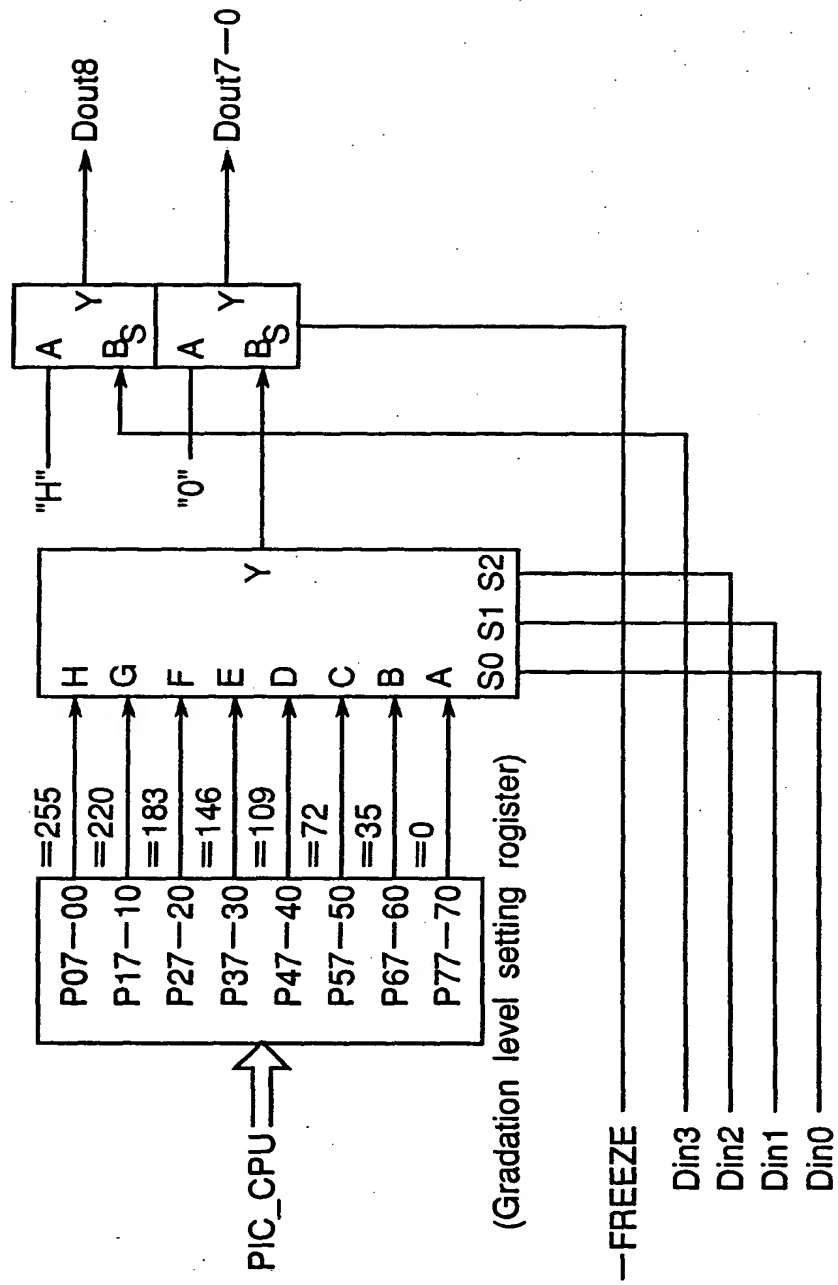 Dout8
Dout7—0
"H"
A
Y
B
S
"0"
A
Y
B
S
H
G
F
E
D
C
B
A
Y
S0 S1 S2
=255
=220
=183
=146
=109
=72
=35
=0
P07—00
P17—10
P27—20
P37—30
P47—40
P57—50
P67—60
P77—70
PIC_CPU
(Gradation level setting rogister)
—FREEZE
Din3
Din2
Din1
Din0